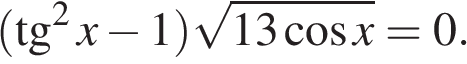 (tg² x − 1)√(13 cos x) = 0.